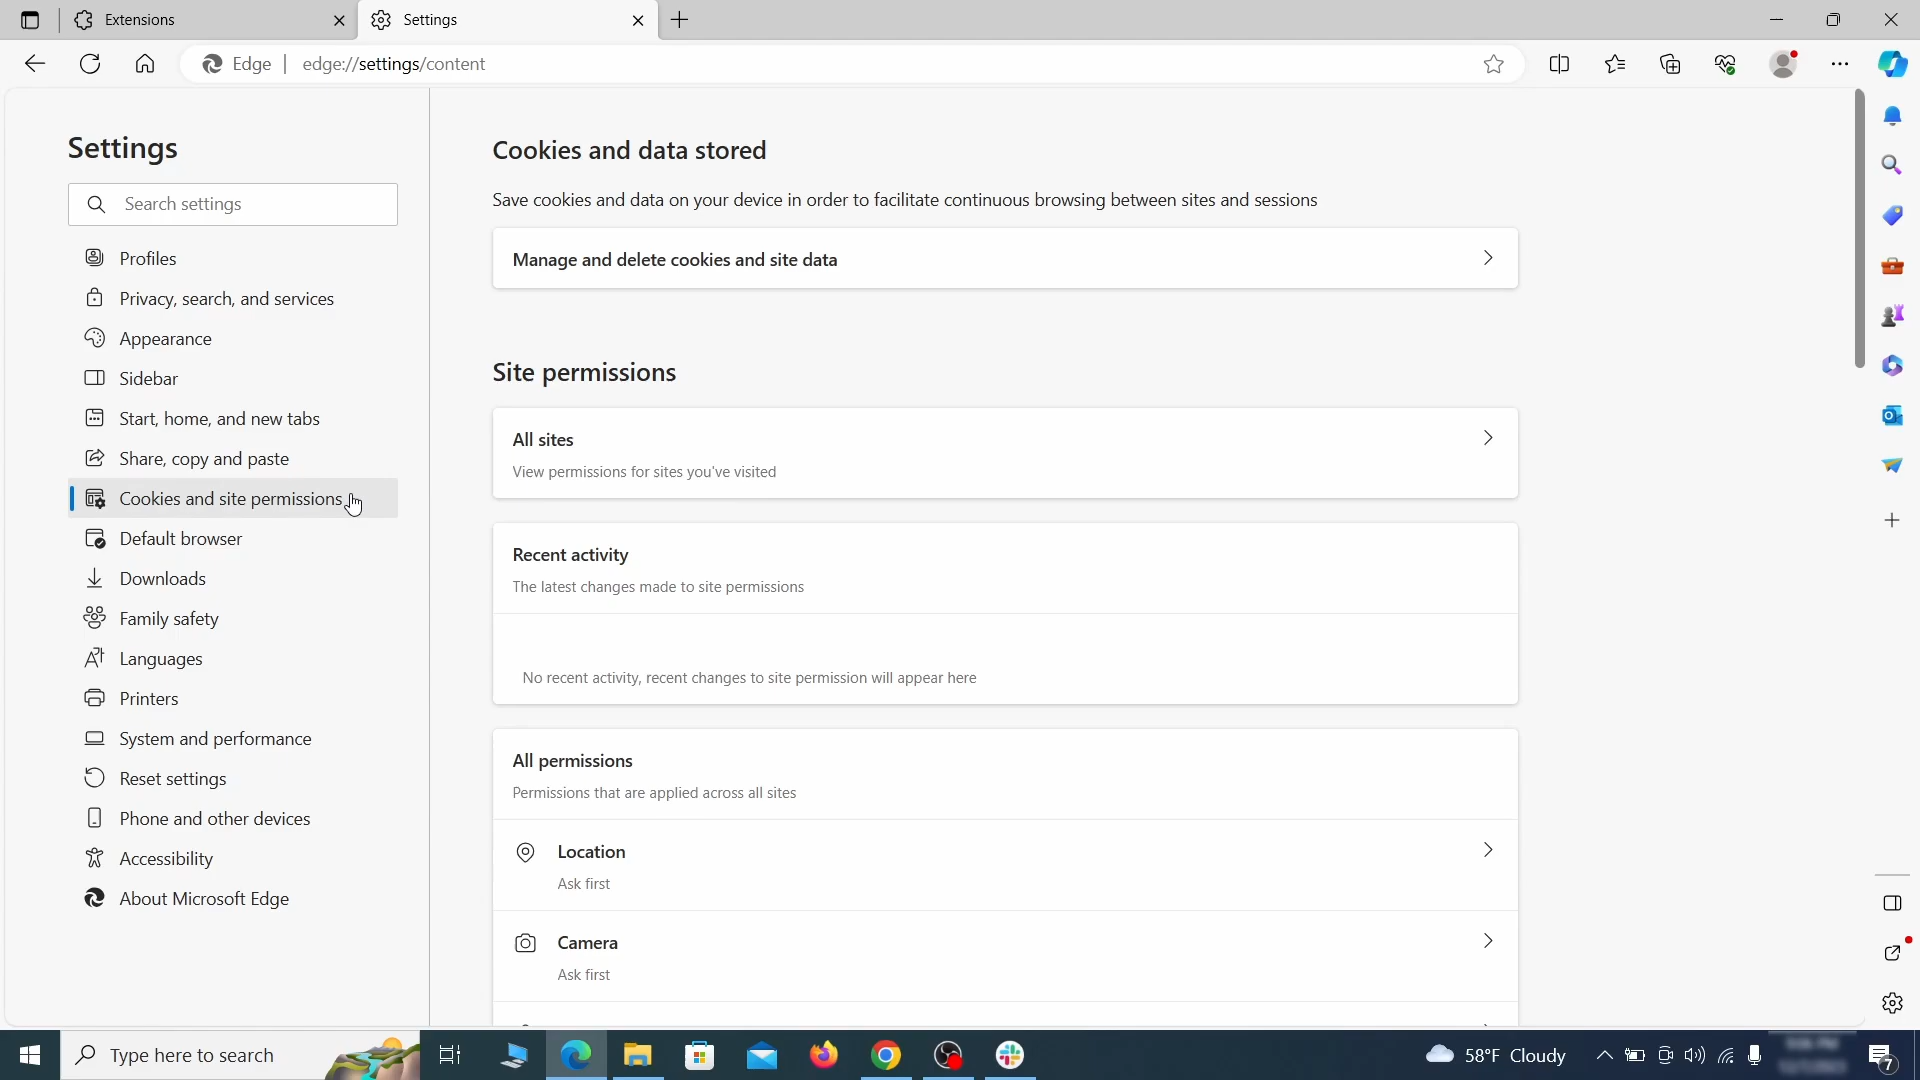 Extensions
Settings
Edge
edge://settings/content
Settings
Search settings
Profiles
Privacy, search, and services
Appearance
Sidebar
Start, home, and new tabs
Share, copy and paste
Cookies and site permissions
Default browser
Downloads
Family safety
Languages
Printers
System and performance
Reset settings
Phone and other devices
Accessibility
About Microsoft Edge
Cookies and data stored
Save cookies and data on your device in order to facilitate continuous browsing between sites and sessions
Manage and delete cookies and site data
Site permissions
All sites
View permissions for sites you've visited
Recent activity
The latest changes made to site permissions
No recent activity, recent changes to site permission will appear here
All permissions
Permissions that are applied across all sites
Location
Ask first
Camera
Ask first
Type here to search
58°F Cloudy
7